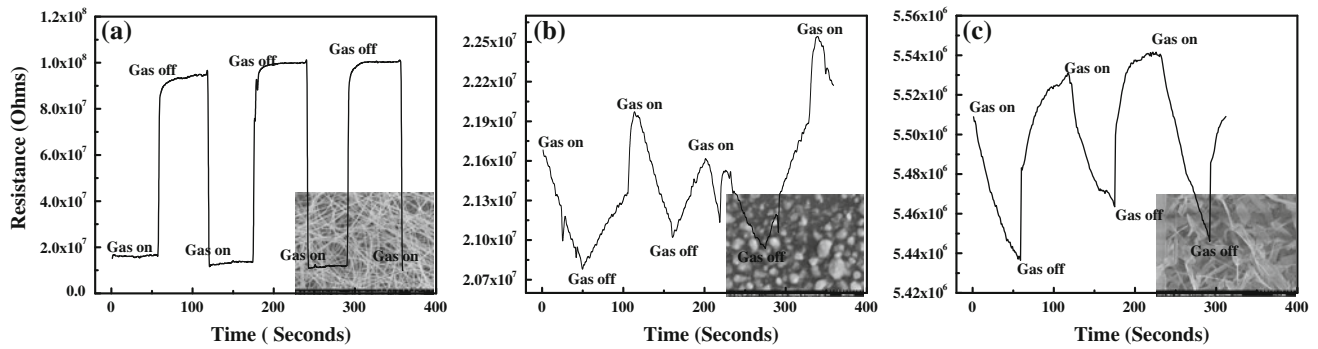 (a)
1.2x10⁸
1.0x10⁸
8.0x10⁷
6.0x10⁷
4.0x10⁷
2.0x10⁷
0.0
Resistance (Ohms)
Gas off
Gas off
Gas off
Gas on
Gas on
Gas on
Gas on
0 100 200 300 400
Time ( Seconds)
(b)
2.25x10⁷
2.22x10⁷
2.19x10⁷
2.16x10⁷
2.13x10⁷
2.10x10⁷
2.07x10⁷
Gas on
Gas on
Gas on
Gas on
Gas off
Gas off
Gas off
0 100 200 300 400
Time (Seconds)
(c)
5.56x10⁶
5.54x10⁶
5.52x10⁶
5.50x10⁶
5.48x10⁶
5.46x10⁶
5.44x10⁶
5.42x10⁶
Gas on
Gas on
Gas on
Gas off
Gas off
Gas off
0 100 200 300 400
Time (Seconds)